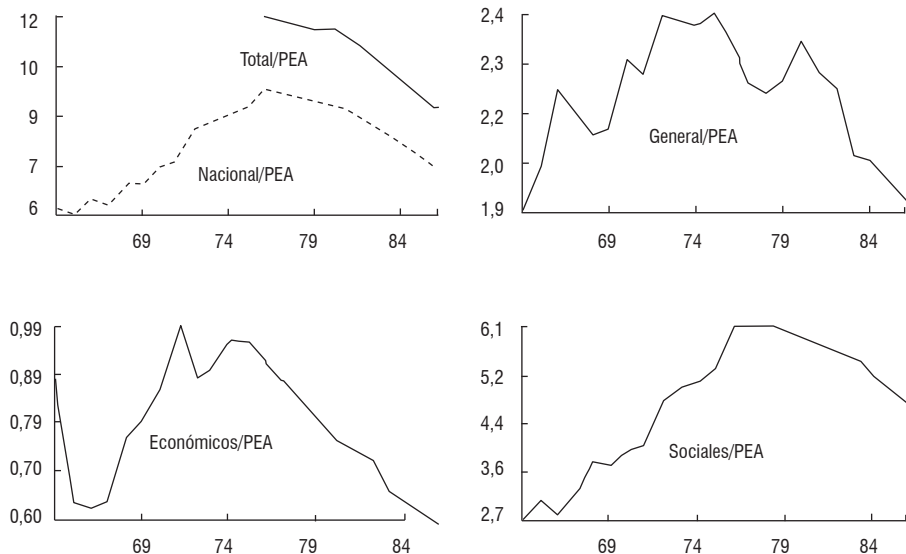 12
10
9
7
6
Total/PEA
Nacional/PEA
69 74 79 84
2,4
2,3
2,2
2,0
1,9
General/PEA
69 74 79 84
0,99
0,89
0,79
0,70
0,60
Económicos/PEA
69 74 79 84
6,1
5,2
4,4
3,6
2,7
Sociales/PEA
69 74 79 84